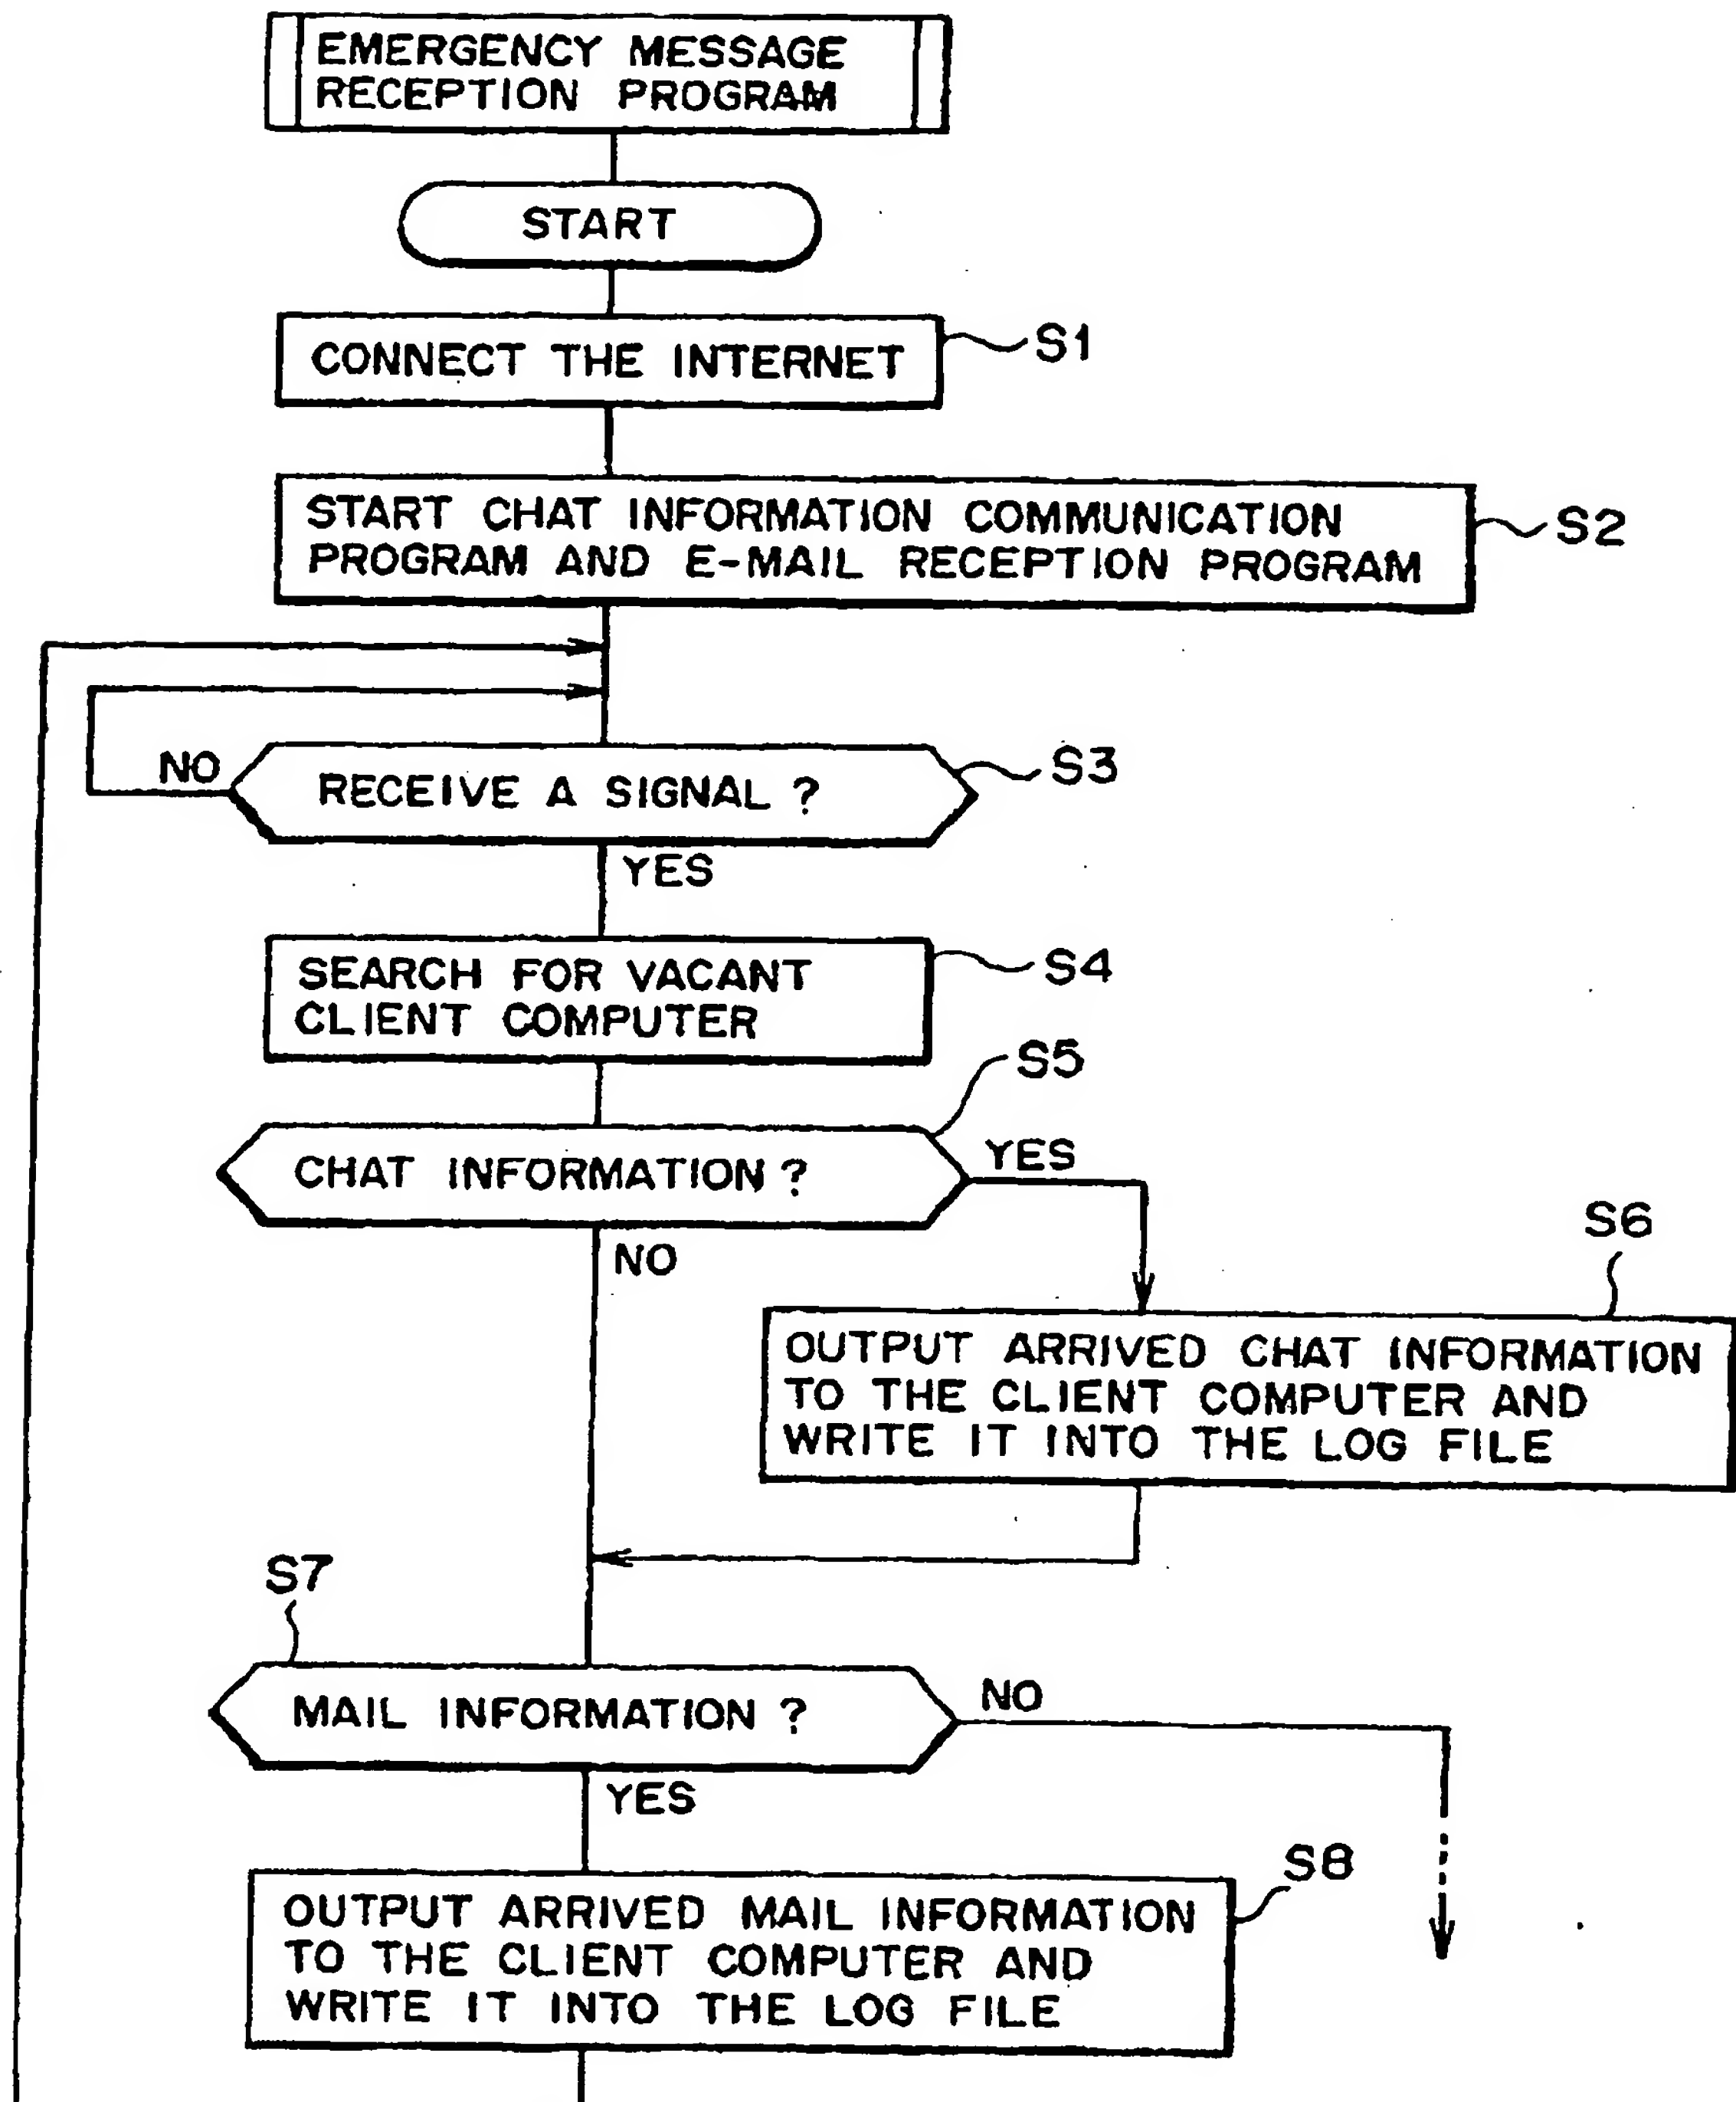 EMERGENCY MESSAGE
RECEPTION PROGRAM
START
CONNECT THE INTERNET
S1
START CHAT INFORMATION COMMUNICATION
PROGRAM AND E-MAIL RECEPTION PROGRAM
S2
NO
RECEIVE A SIGNAL ?
S3
YES
SEARCH FOR VACANT
CLIENT COMPUTER
S4
S5
CHAT INFORMATION ?
YES
NO
S6
OUTPUT ARRIVED CHAT INFORMATION
TO THE CLIENT COMPUTER AND
WRITE IT INTO THE LOG FILE
S7
MAIL INFORMATION ?
NO
YES
S8
OUTPUT ARRIVED MAIL INFORMATION
TO THE CLIENT COMPUTER AND
WRITE IT INTO THE LOG FILE